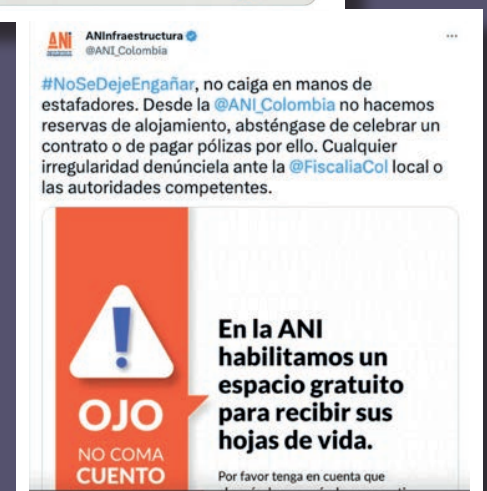 ANI
ANInfraestructura
@ANI_Colombia
#NoSeDejeEngañar, no caiga en manos de
estafadores. Desde la @ANI_Colombia no hacemos
reservas de alojamiento, absténgase de celebrar un
contrato o de pagar pólizas por ello. Cualquier
irregularidad denúnciela ante la @FiscaliaCol local o
las autoridades competentes.
OJO
NO COMA
CUENTO
En la ANI
habilitamos un
espacio gratuito
para recibir sus
hojas de vida.
Por favor tenga en cuenta que